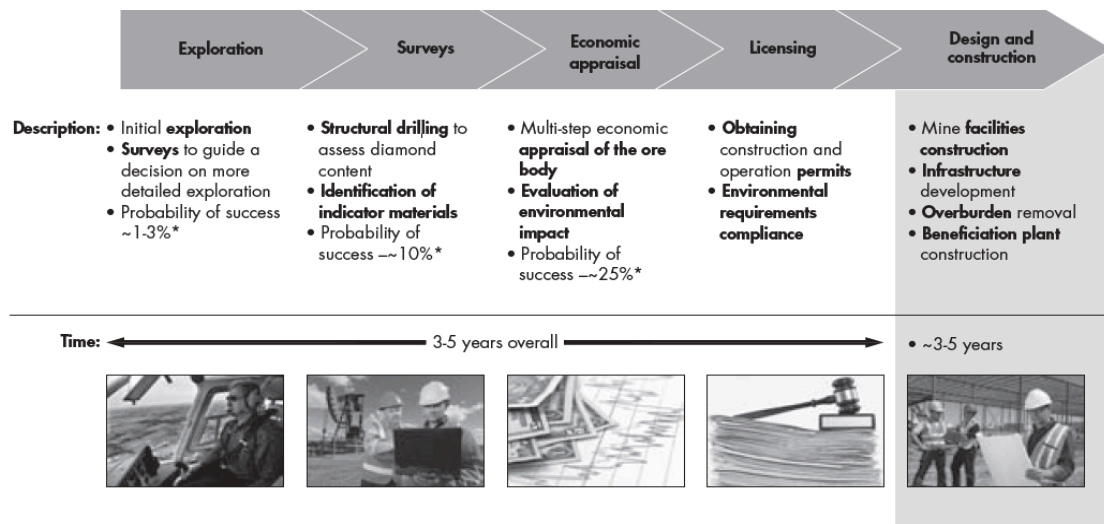 Exploration
Surveys
Economic
appraisal
Licensing
Design and
construction
Description:
• Initial exploration
• Surveys to guide a
decision on more
detailed exploration
• Probability of success
~1-3%*
• Structural drilling to
assess diamond
content
• Identification of
indicator materials
• Probability of
success –~10%*
• Multi-step economic
appraisal of the ore
body
• Evaluation of
environmental
impact
• Probability of
success –~25%*
• Obtaining
construction and
operation permits
• Environmental
requirements
compliance
• Mine facilities
construction
• Infrastructure
development
• Overburden removal
• Beneficiation plant
construction
Time:
3-5 years overall
• ~3-5 years